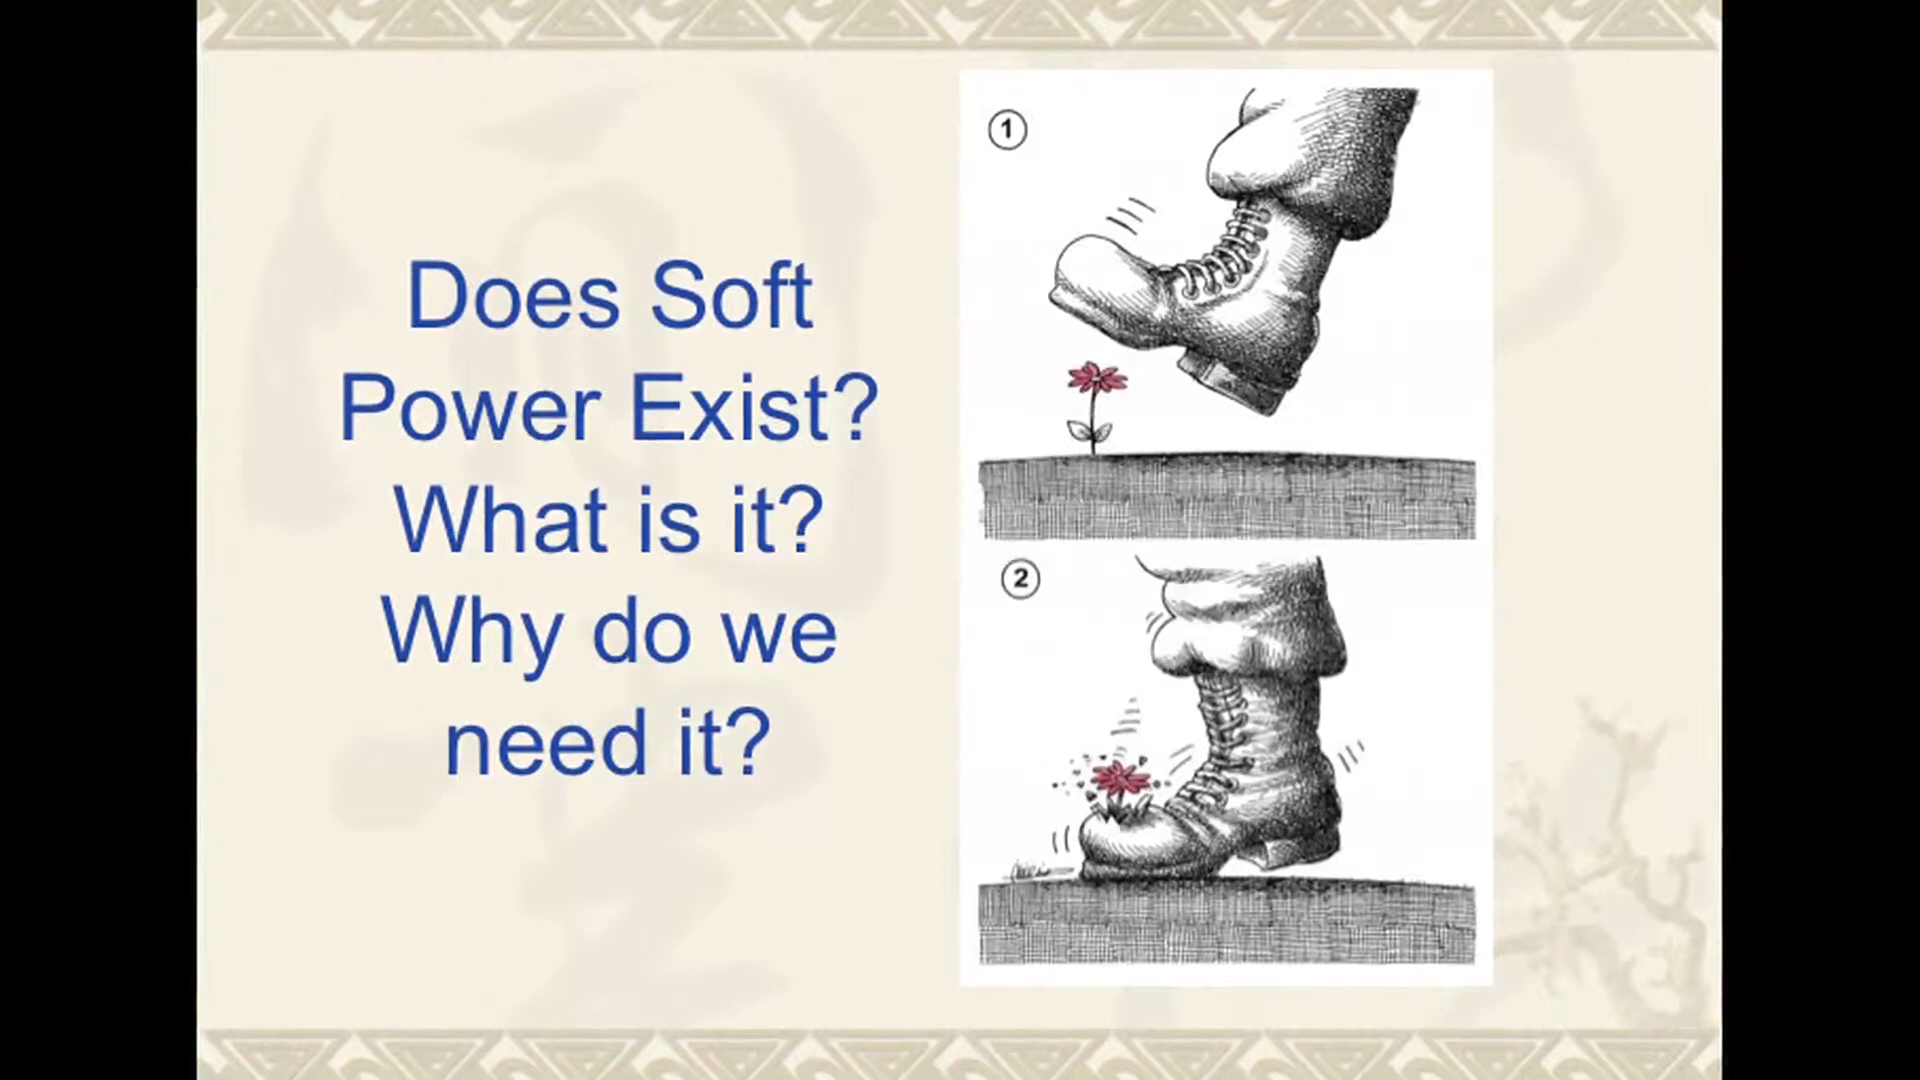 Does Soft
Power Exist?
What is it?
Why do we
need it?
1
2